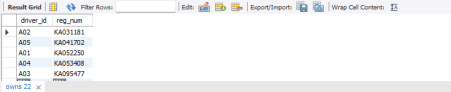 Result Grid Filter Rows: Edit: Export/Import: Wrap Cell Content:
driver_id reg_num
A02 KA031181
A05 KA041702
A01 KA052250
A04 KA053408
A03 KA095477
owns 22